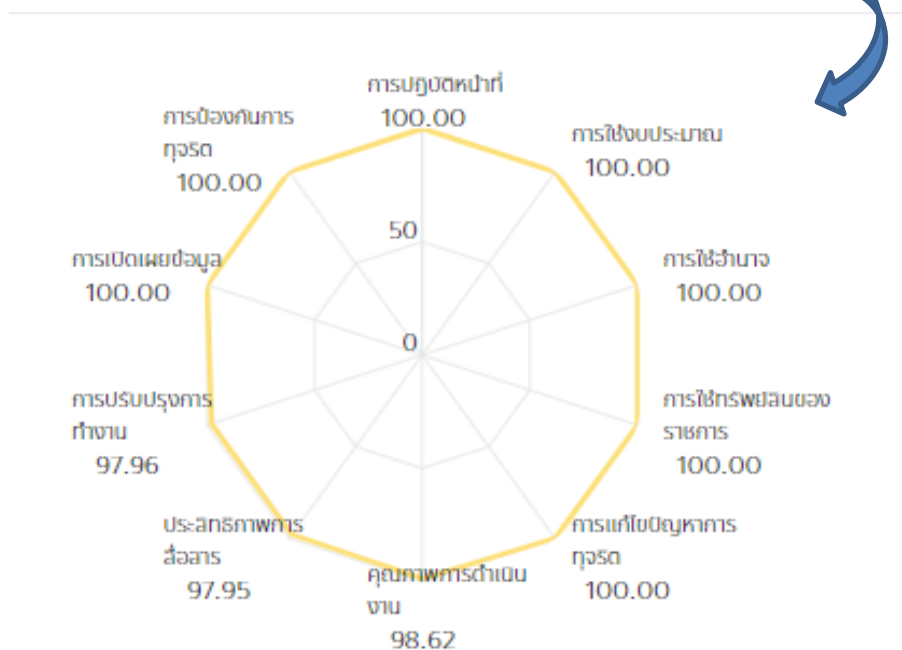 การปฏิบัติหน้าที่
100.00
การใช้งบประมาณ
100.00
การใช้อำนาจ
100.00
การใช้ทรัพย์สินของ
ราชการ
100.00
การแก้ไขปัญหาการ
ทุจริต
100.00
คุณภาพการดำเนิน
งาน
98.62
ประสิทธิภาพการ
สื่อสาร
97.95
การปรับปรุงการ
ทำงาน
97.96
การเปิดเผยข้อมูล
100.00
การป้องกันการ
ทุจริต
100.00
50
0